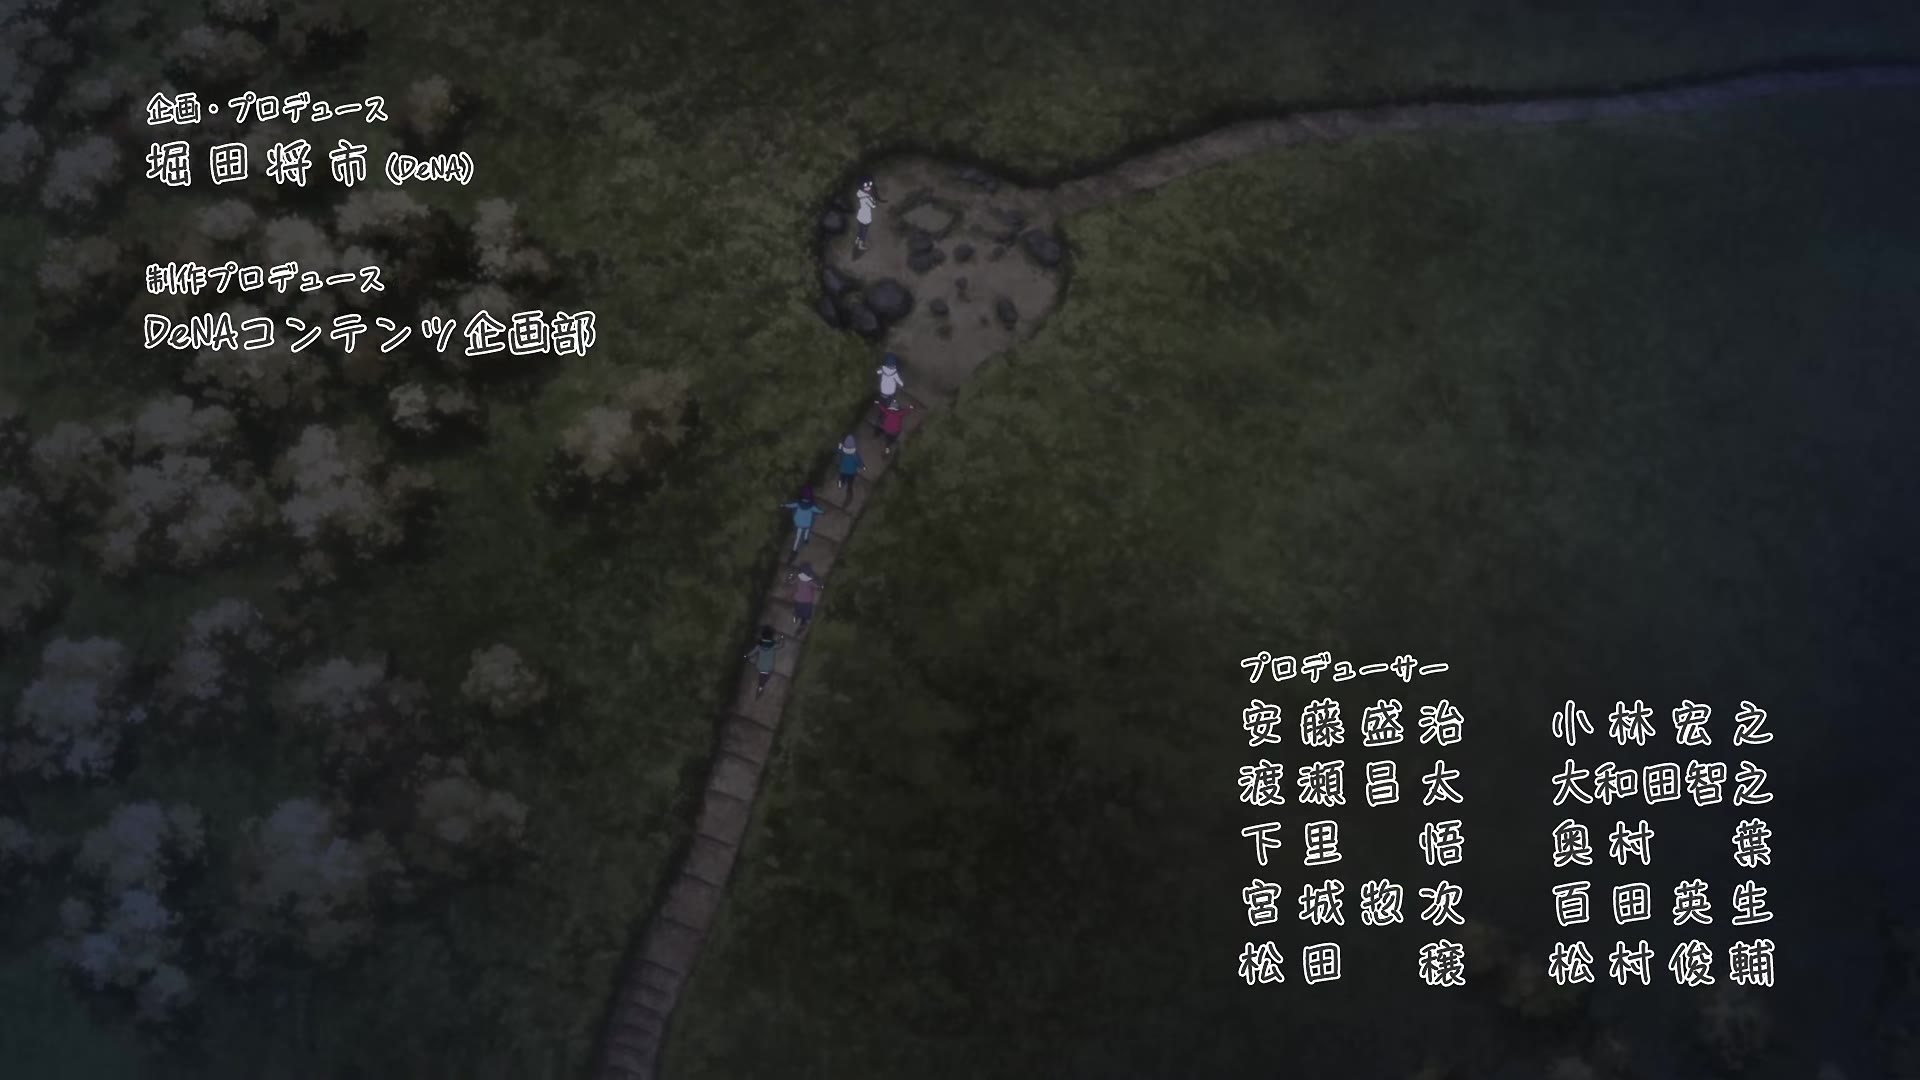 企画・プロデュース
堀田将市(DeNA)
制作プロデュース
DeNAコンテンツ企画部
プロデューサー
安藤盛治 小林宏之
渡瀬昌太 大和田智之
下里 悟 奥村 葉
宮城惣次 百田英生
松田 穣 松村俊輔